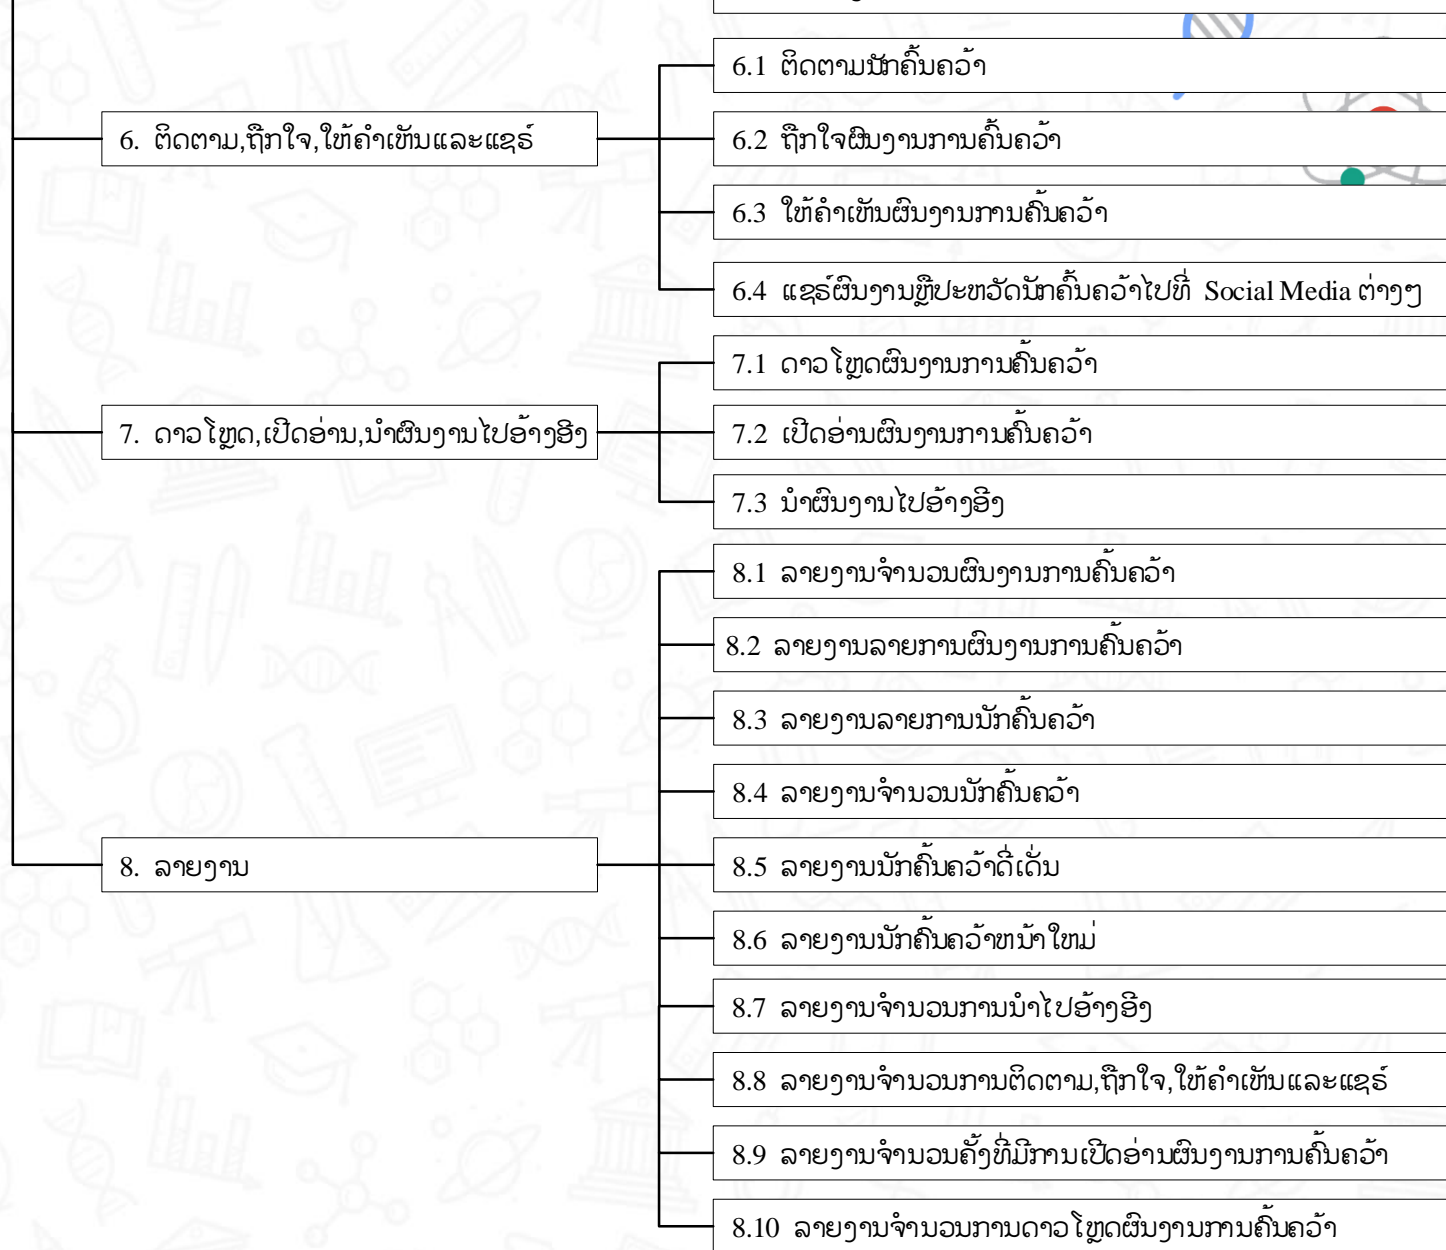 6.1 ຕິດຕາມນັກຄົ້ນຄວ້າ
6. ຕິດຕາມ,ຖືກໃຈ,ໃຫ້ຄຳເຫັນແລະແຊຣ໌
6.2 ຖືກໃຈຜົນງານການຄົ້ນຄວ້າ
6.3 ໃຫ້ຄຳເຫັນຜົນງານການຄົ້ນຄວ້າ
6.4 ແຊຣ໌ຜົນງານຫຼືປະຫວັດນັກຄົ້ນຄວ້າໄປທີ່ Social Media ຕ່າງໆ
7.1 ດາວໂຫຼດຜົນງານການຄົ້ນຄວ້າ
7. ດາວໂຫຼດ,ເປີດອ່ານ,ນຳຜົນງານໄປອ້າງອີງ
7.2 ເປີດອ່ານຜົນງານການຄົ້ນຄວ້າ
7.3 ນຳຜົນງານໄປອ້າງອີງ
8.1 ລາຍງານຈຳນວນຜົນງານການຄົ້ນຄວ້າ
8.2 ລາຍງານລາຍການຜົນງານການຄົ້ນຄວ້າ
8.3 ລາຍງານລາຍການນັກຄົ້ນຄວ້າ
8.4 ລາຍງານຈຳນວນນັກຄົ້ນຄວ້າ
8. ລາຍງານ
8.5 ລາຍງານນັກຄົ້ນຄວ້າດີ່ເດັ່ນ
8.6 ລາຍງານນັກຄົ້ນຄວ້າຫນ້າໃຫມ່
8.7 ລາຍງານຈຳນວນການນຳໄປອ້າງອີງ
8.8 ລາຍງານຈຳນວນການຕິດຕາມ,ຖືກໃຈ,ໃຫ້ຄຳເຫັນແລະແຊຣ໌
8.9 ລາຍງານຈຳນວນຄັ້ງທີ່ມີການເປີດອ່ານຜົນງານການຄົ້ນຄວ້າ
8.10 ລາຍງານຈຳນວນການດາວໂຫຼດຜົນງານການຄົ້ນຄວ້າ